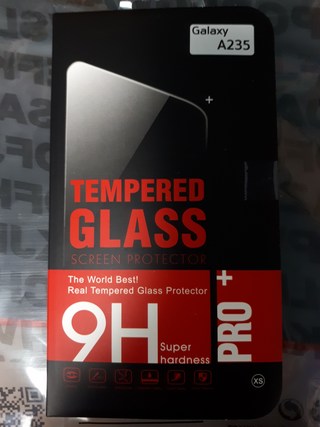 Galaxy
A235
TEMPERED
GLASS
SCREEN PROTECTOR
The World Best!
Real Tempered Glass Protector
9H
Super
hardness
PRO+
XS